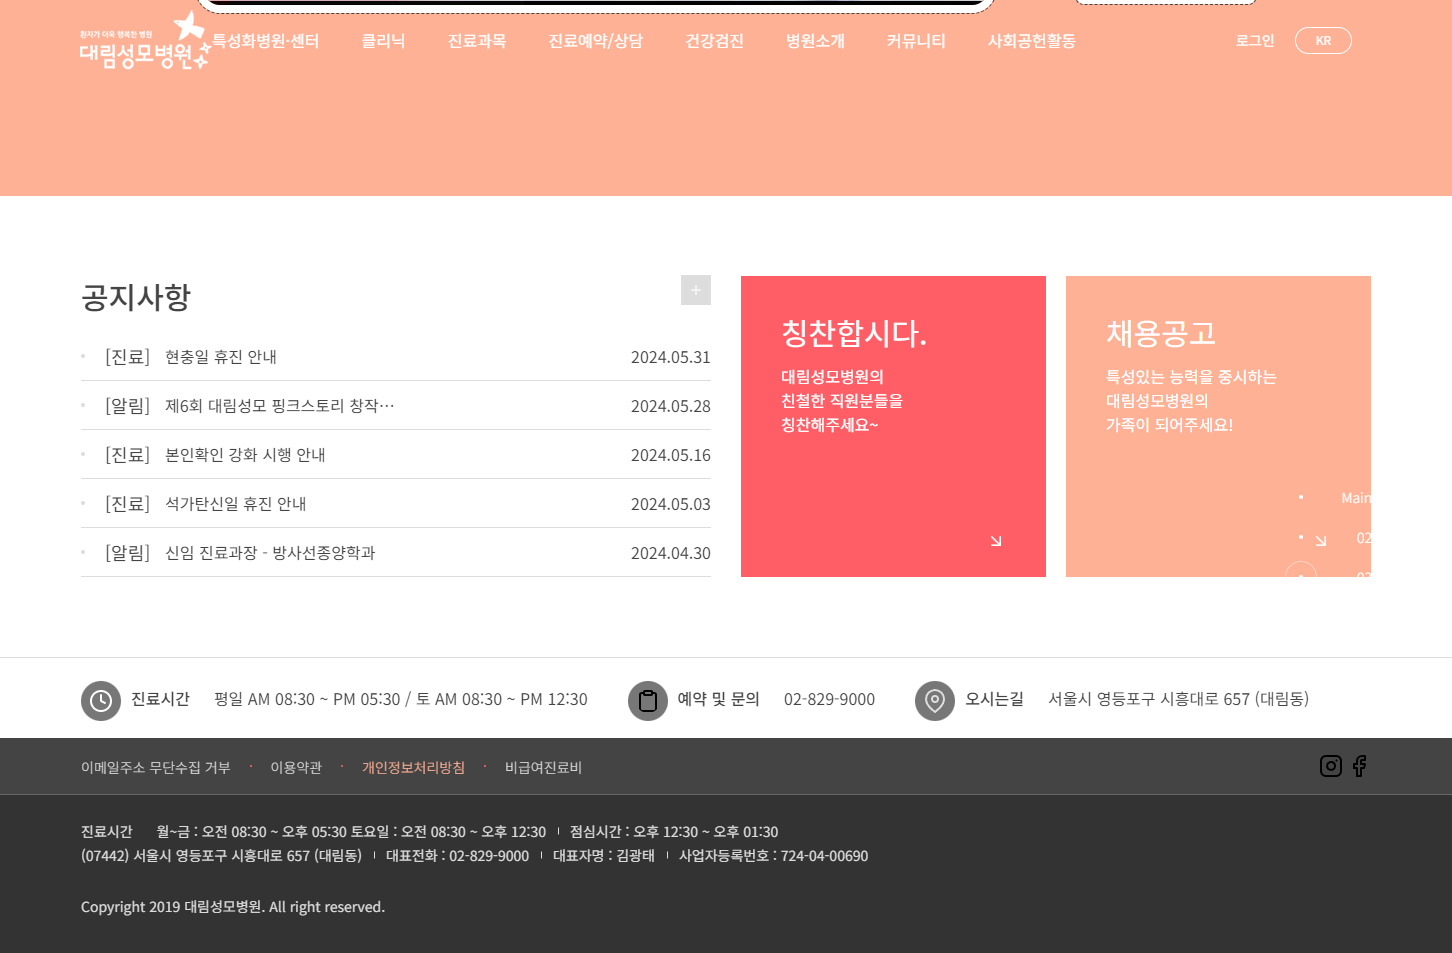 환자가 더욱 행복한 병원
대림성모병원
특성화병원·센터 클리닉 진료과목 진료예약/상담 건강검진 병원소개 커뮤니티 사회공헌활동 로그인 KR
공지사항
+
[진료] 현충일 휴진 안내 2024.05.31
[알림] 제6회 대림성모 핑크스토리 창작… 2024.05.28
[진료] 본인확인 강화 시행 안내 2024.05.16
[진료] 석가탄신일 휴진 안내 2024.05.03
[알림] 신임 진료과장 - 방사선종양학과 2024.04.30
칭찬합시다.
대림성모병원의
친절한 직원분들을
칭찬해주세요~
채용공고
특성있는 능력을 중시하는
대림성모병원의
가족이 되어주세요!
Main
02
진료시간 평일 AM 08:30 ~ PM 05:30 / 토 AM 08:30 ~ PM 12:30 예약 및 문의 02-829-9000 오시는길 서울시 영등포구 시흥대로 657 (대림동)
이메일주소 무단수집 거부 · 이용약관 · 개인정보처리방침 · 비급여진료비
진료시간 월~금 : 오전 08:30 ~ 오후 05:30 토요일 : 오전 08:30 ~ 오후 12:30 | 점심시간 : 오후 12:30 ~ 오후 01:30
(07442) 서울시 영등포구 시흥대로 657 (대림동) | 대표전화 : 02-829-9000 | 대표자명 : 김광태 | 사업자등록번호 : 724-04-00690
Copyright 2019 대림성모병원. All right reserved.